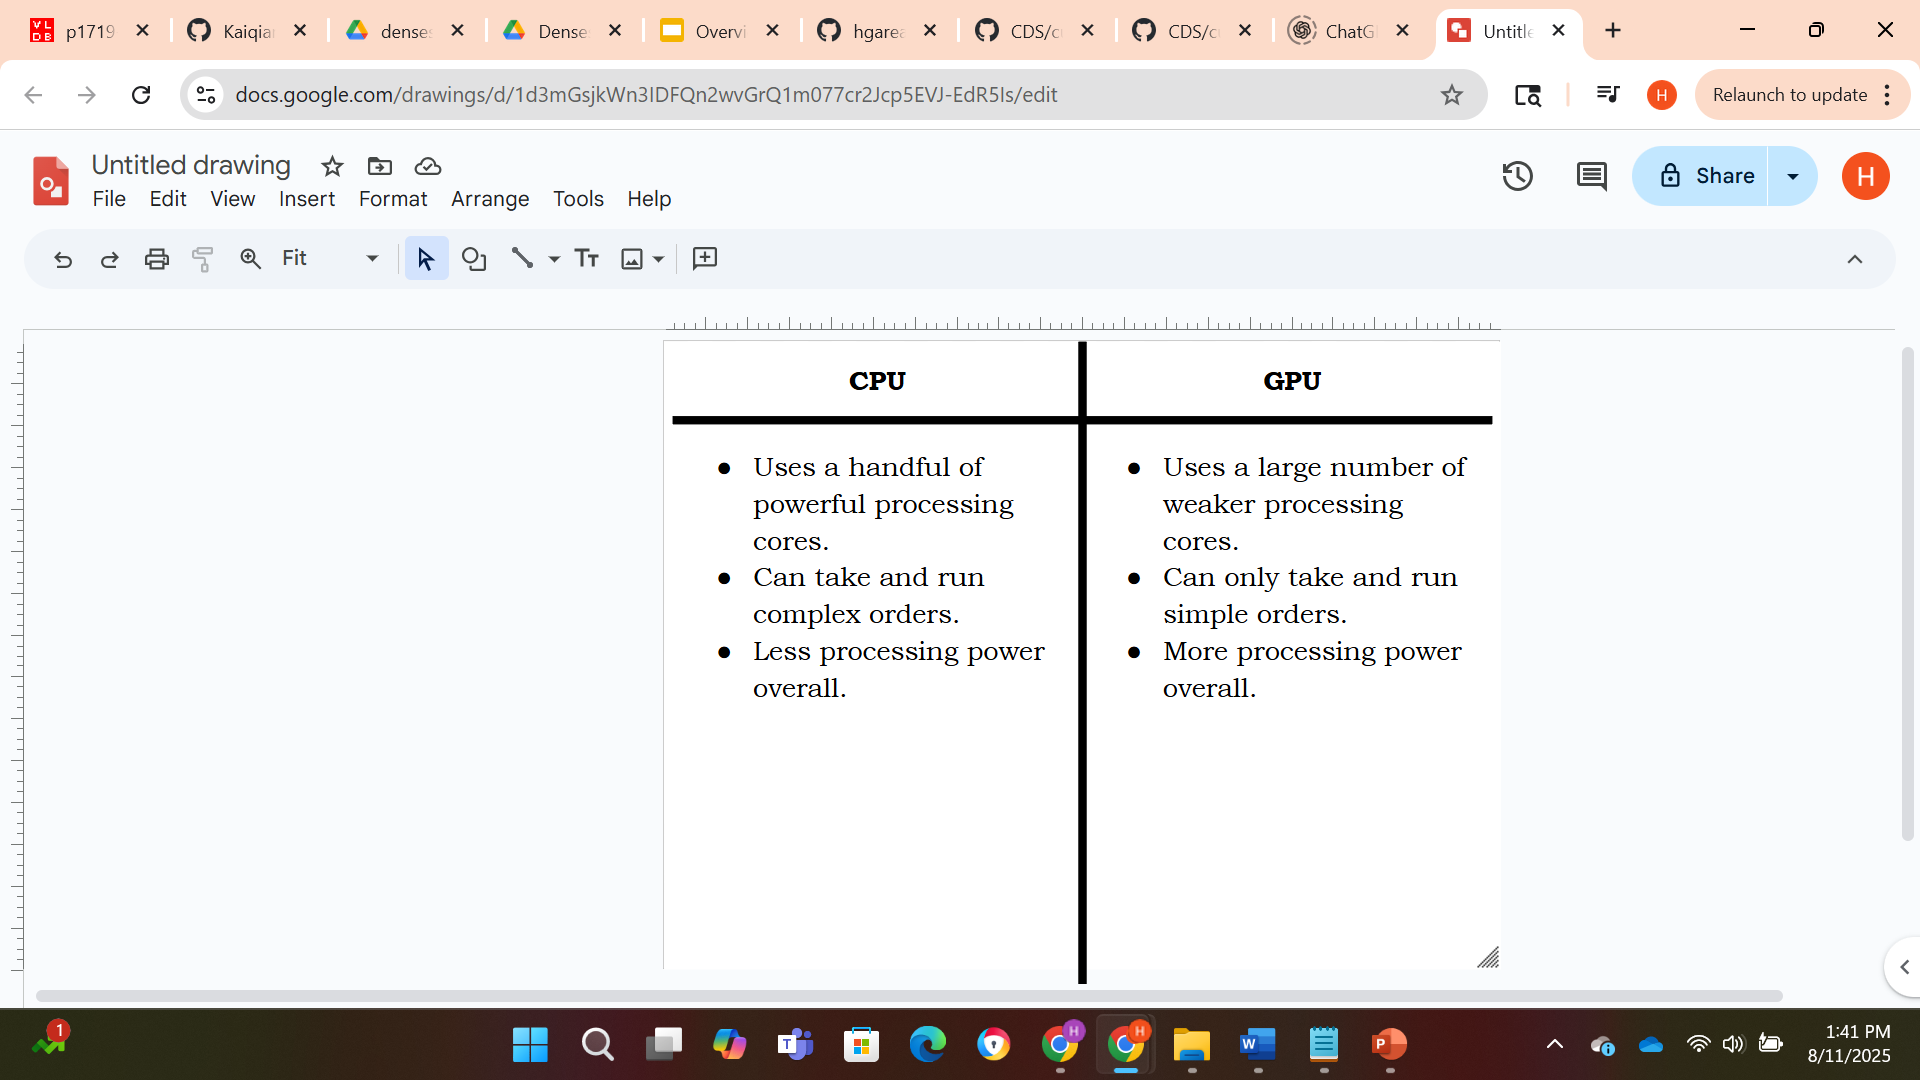 p1719
Kaiqia
dense
Dense
Overvi
hgarea
CDS/c
CDS/c
ChatG
Untitle
docs.google.com/drawings/d/1d3mGsjkWn3IDFQn2wvGrQ1m077cr2Jcp5EVJ-EdR5Is/edit
H
Relaunch to update
Untitled drawing
File Edit View Insert Format Arrange Tools Help
Share
H
Fit
Tт
CPU
GPU
● Uses a handful of
powerful processing
cores.
● Can take and run
complex orders.
● Less processing power
overall.
● Uses a large number of
weaker processing
cores.
● Can only take and run
simple orders.
● More processing power
overall.
1
1:41 PM
8/11/2025